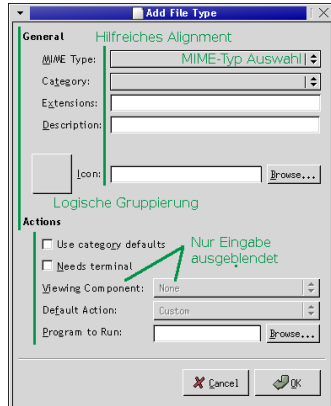 Add File Type
General Hilfreiches Alignment
MIME Type: MIME-Typ Auswahl
Category:
Extensions:
Description:
Icon: Browse...
Logische Gruppierung
Actions
Use category defaults
Nur Eingabe
ausgeblendet
Needs terminal
Viewing Component: None
Default Action: Custom
Program to Run: Browse...
Cancel OK